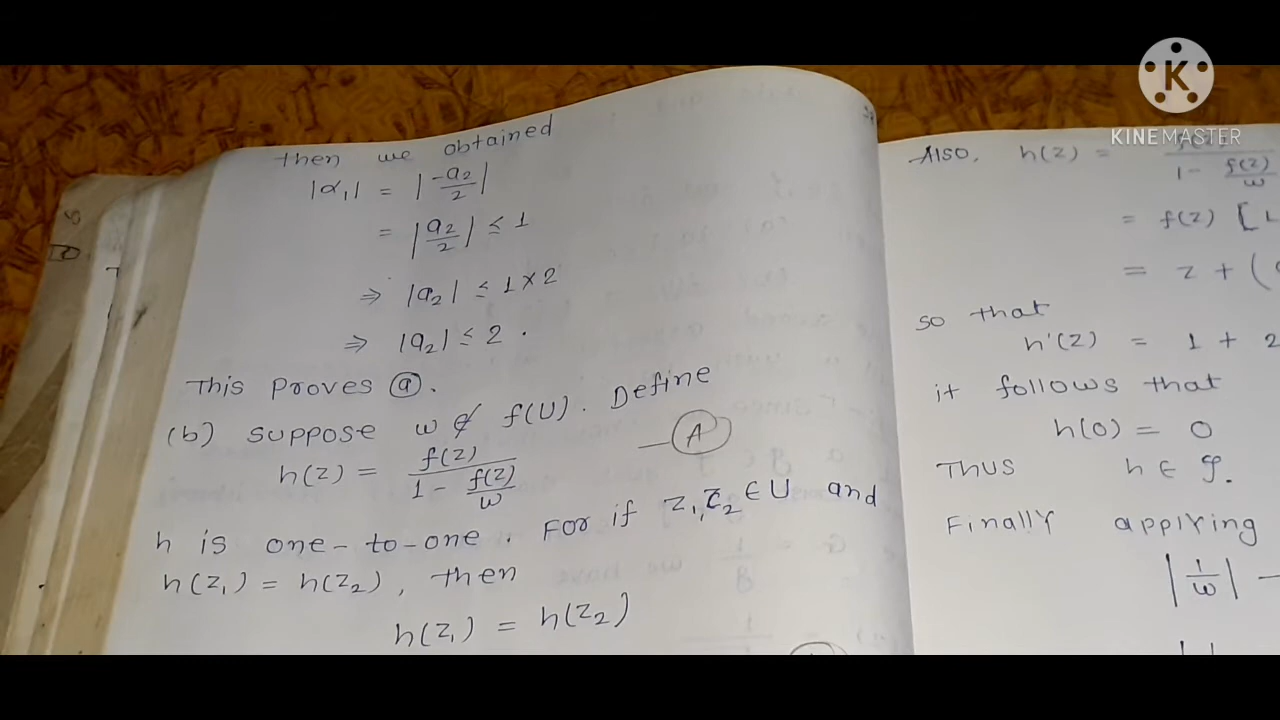 then we obtained
|α₁| = |-a₂/2|
= |a₂/2| ≤ 1
⇒ |a₂| ≤ 1 × 2
⇒ |a₂| ≤ 2.
This proves ⓐ.
(b) suppose w ∉ f(U). Define
h(z) = f(z)/(1 - f(z)/w) — Ⓐ
h is one-to-one. For if z₁, z₂ ∈ U and
h(z₁) = h(z₂), then
h(z₁) = h(z₂)
KINEMASTER
Also, h(z) = f(z)/(1 - f(z)/w)
= f(z) [1
= z + (
so that
h'(z) = 1 + 2
it follows that
h(0) = 0
Thus h ∈ φ.
Finally applying
|1/w| -